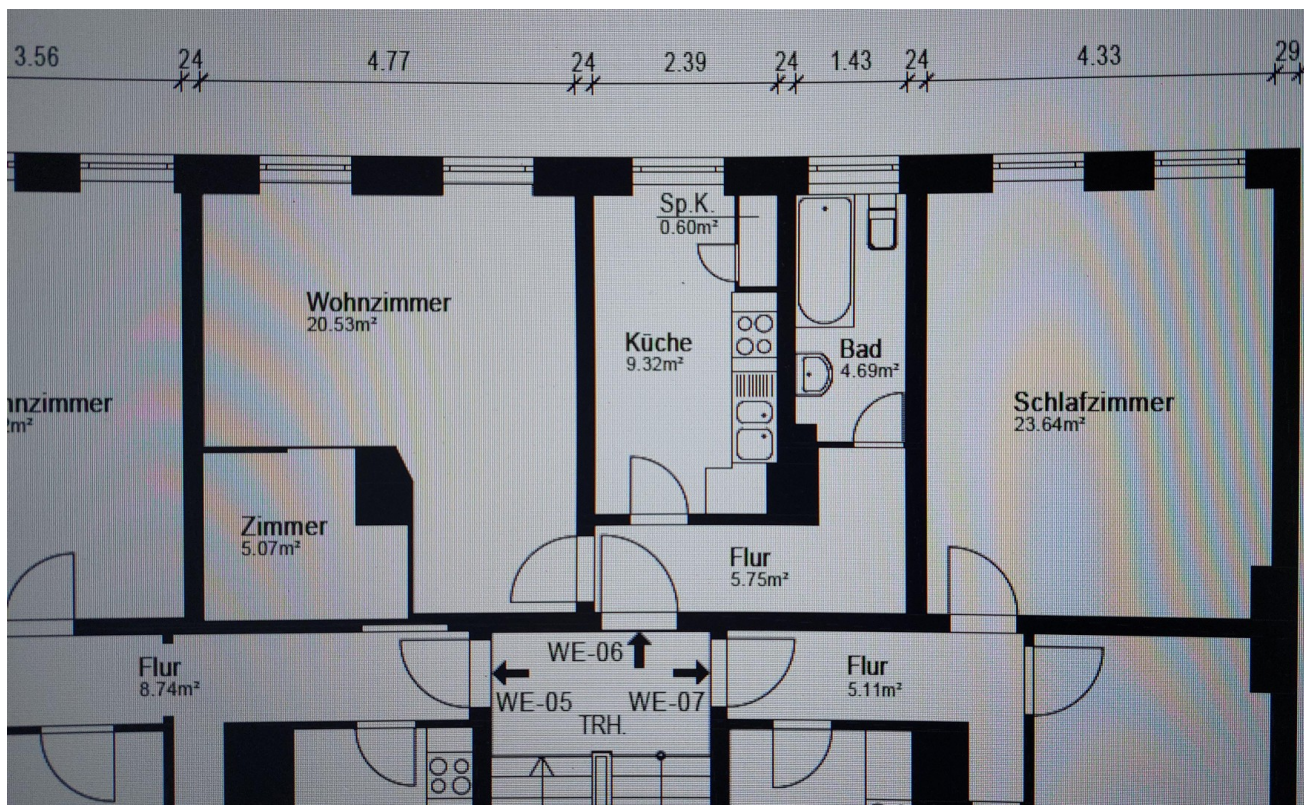 3.56 24 4.77 24 2.39 24 1.43 24 4.33 29
Sp.K.
0.60m²
Wohnzimmer
20.53m²
Küche
9.32m²
Bad
4.69m²
nnzimmer
2m²
Schlafzimmer
23.64m²
Zimmer
5.07m²
Flur
5.75m²
Flur
8.74m²
WE-06
WE-05
WE-07
TRH.
Flur
5.11m²